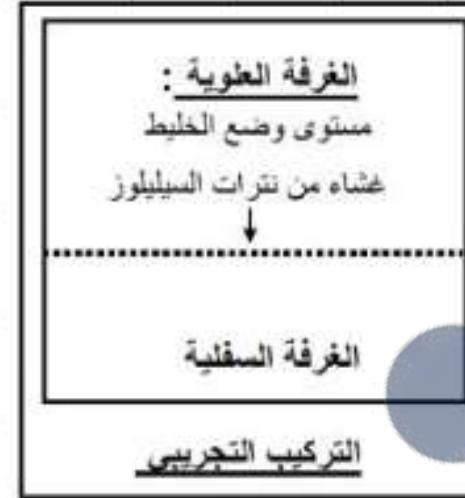 الغرفة العلوية :
مستوى وضع الخليط
غشاء من نترات السيليلوز
الغرفة السفلية
التركيب التجريبي